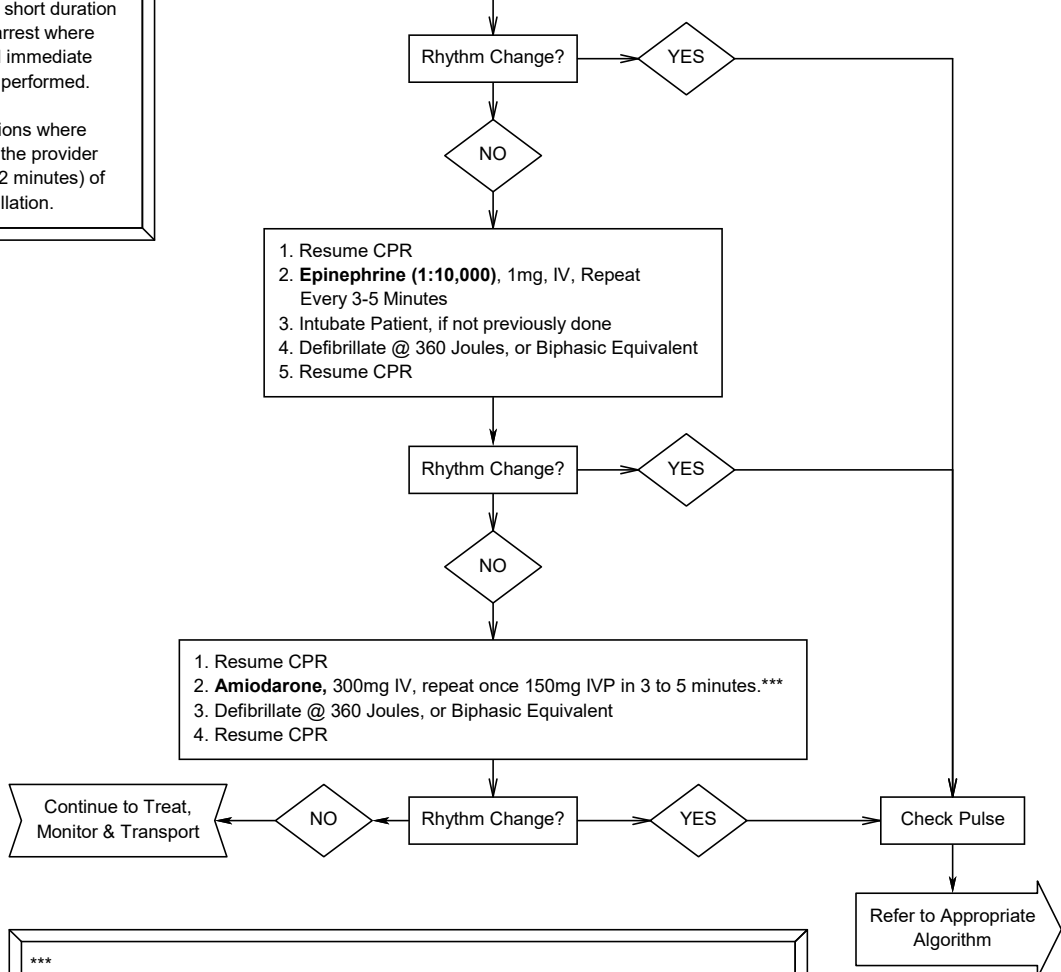 short duration
arrest where
immediate
performed.
ions where
the provider
2 minutes) of
llation.
Rhythm Change?
YES
NO
1. Resume CPR
2. Epinephrine (1:10,000), 1mg, IV, Repeat
Every 3-5 Minutes
3. Intubate Patient, if not previously done
4. Defibrillate @ 360 Joules, or Biphasic Equivalent
5. Resume CPR
Rhythm Change?
YES
NO
1. Resume CPR
2. Amiodarone, 300mg IV, repeat once 150mg IVP in 3 to 5 minutes.***
3. Defibrillate @ 360 Joules, or Biphasic Equivalent
4. Resume CPR
Continue to Treat,
Monitor & Transport
NO
Rhythm Change?
YES
Check Pulse
Refer to Appropriate
Algorithm
***